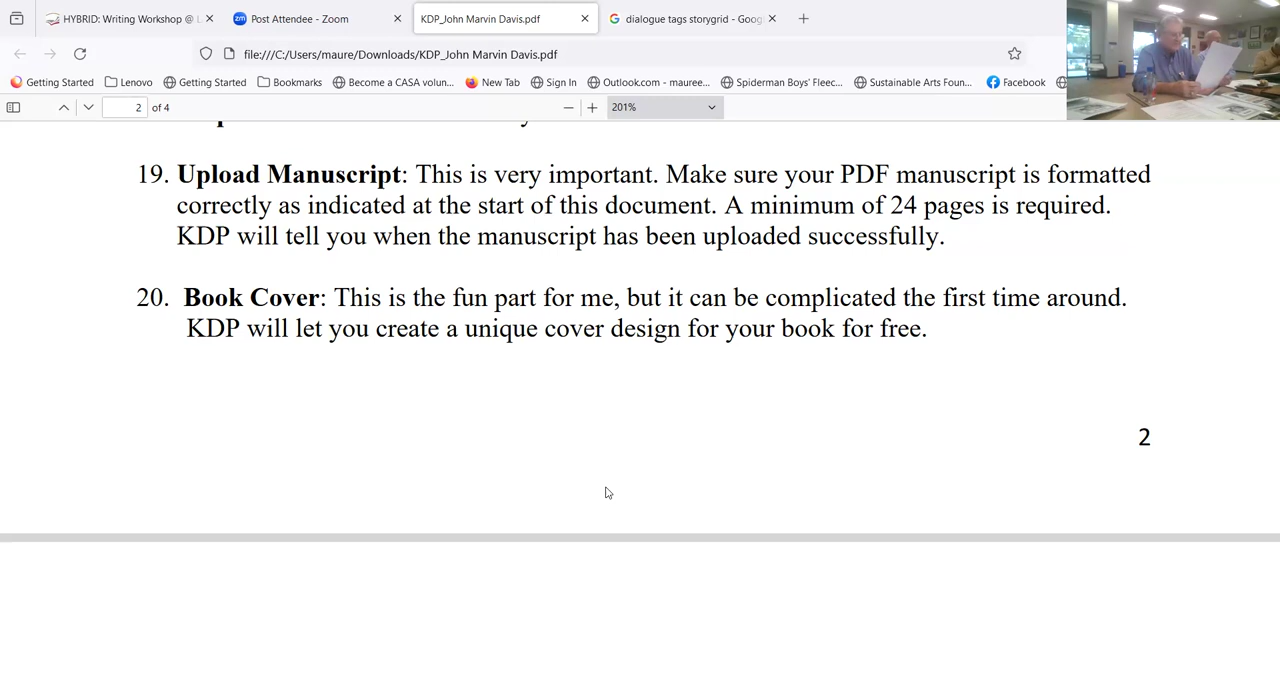 HYBRID: Writing Workshop @ L
Post Attendee - Zoom
KDP_John Marvin Davis.pdf
dialogue tags storygrid - Goog
file:///C:/Users/maure/Downloads/KDP_John Marvin Davis.pdf
Getting Started
Lenovo
Getting Started
Bookmarks
Become a CASA volun...
New Tab
Sign In
Outlook.com - mauree...
Spiderman Boys' Fleec...
Sustainable Arts Foun...
Facebook
2 of 4
201%
19. Upload Manuscript: This is very important. Make sure your PDF manuscript is formatted
correctly as indicated at the start of this document. A minimum of 24 pages is required.
KDP will tell you when the manuscript has been uploaded successfully.
20. Book Cover: This is the fun part for me, but it can be complicated the first time around.
KDP will let you create a unique cover design for your book for free.
2